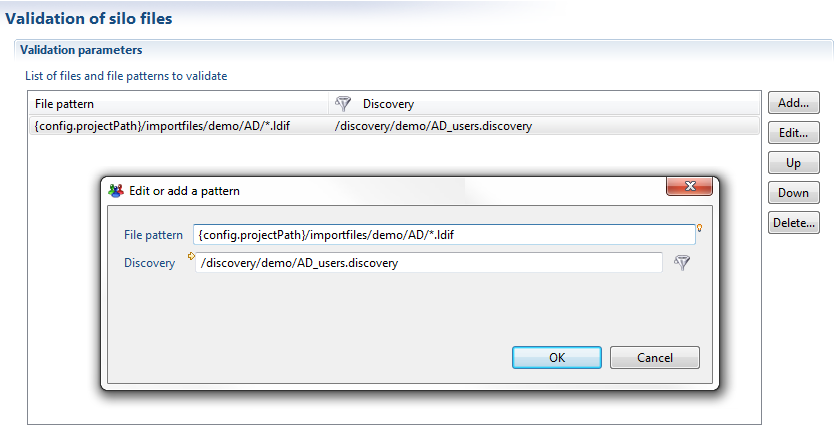 Validation of silo files
Validation parameters
List of files and file patterns to validate
File pattern Discovery
{config.projectPath}/importfiles/demo/AD/*.ldif /discovery/demo/AD_users.discovery
Add...
Edit...
Up
Down
Delete...
Edit or add a pattern
File pattern {config.projectPath}/importfiles/demo/AD/*.ldif
Discovery /discovery/demo/AD_users.discovery
OK Cancel